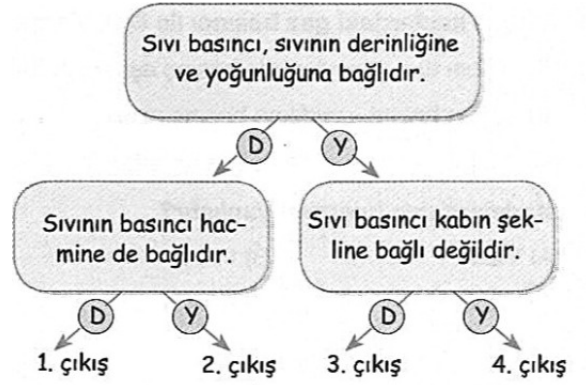 Sıvı basıncı, sıvının derinliğine
ve yoğunluğuna bağlıdır.
D
Y
Sıvının basıncı hac-
mine de bağlıdır.
Sıvı basıncı kabın şek-
line bağlı değildir.
D
Y
D
Y
1. çıkış
2. çıkış
3. çıkış
4. çıkış